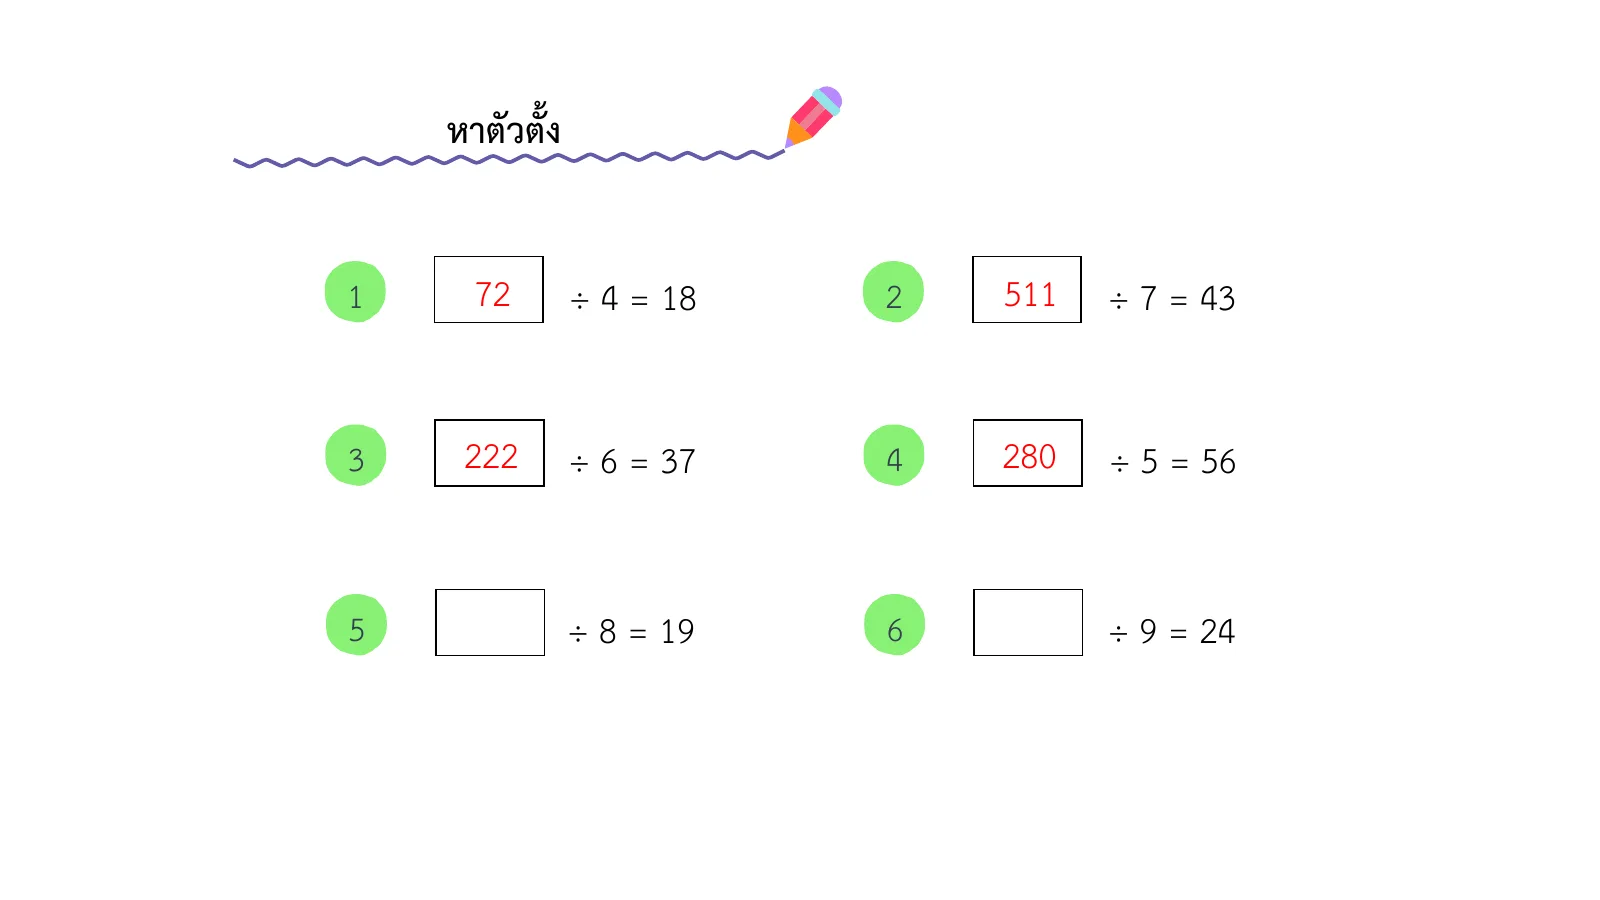 หาตัวตั้ง
1 72 ÷ 4 = 18
2 511 ÷ 7 = 43
3 222 ÷ 6 = 37
4 280 ÷ 5 = 56
5 ÷ 8 = 19
6 ÷ 9 = 24